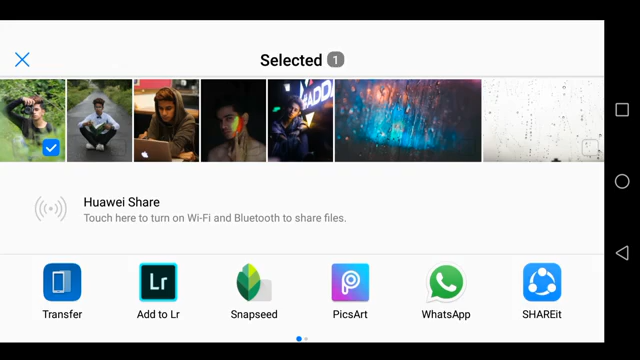 Selected 1
#ADDA
Huawei Share
Touch here to turn on Wi-Fi and Bluetooth to share files.
Lr
Transfer
Add to Lr
Snapseed
PicsArt
WhatsApp
SHAREit